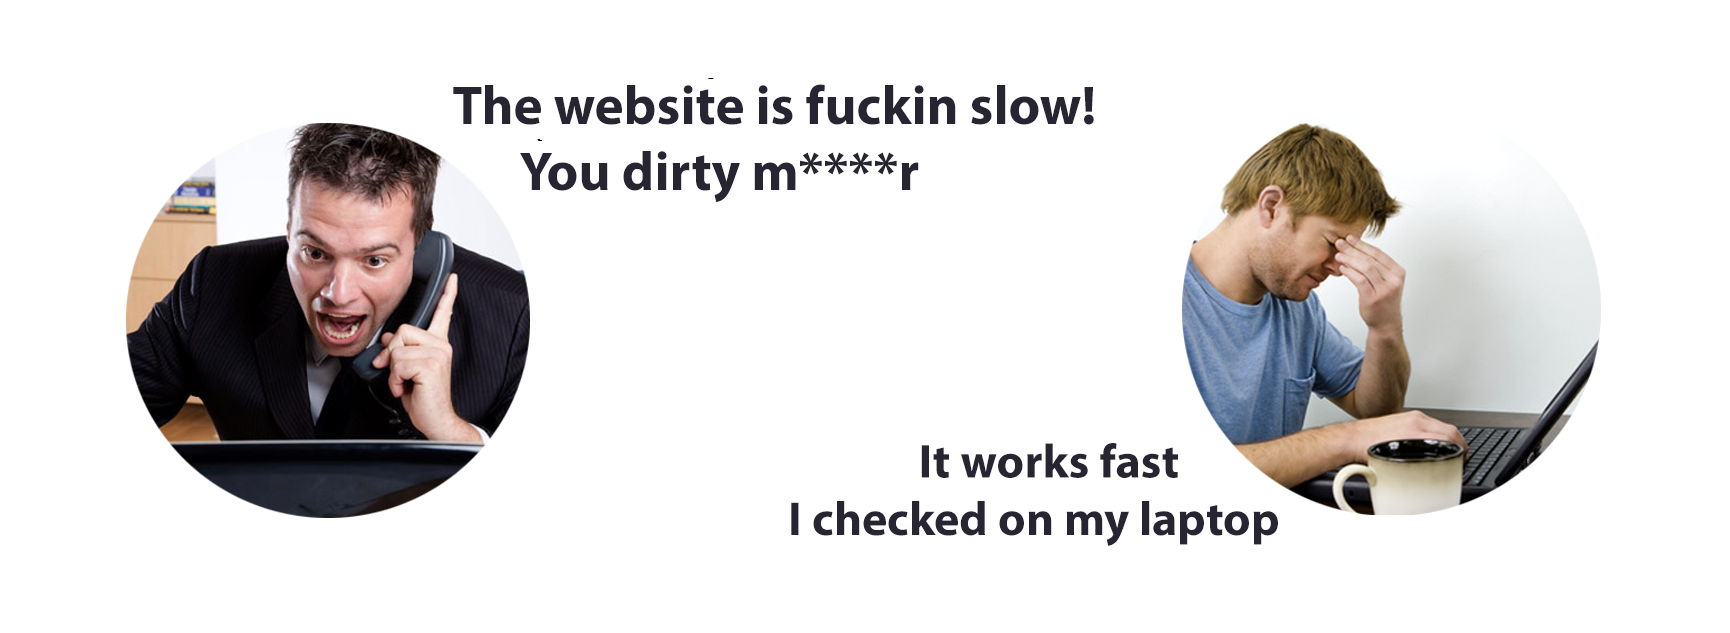 The website is fuckin slow!
You dirty m****r
It works fast
I checked on my laptop